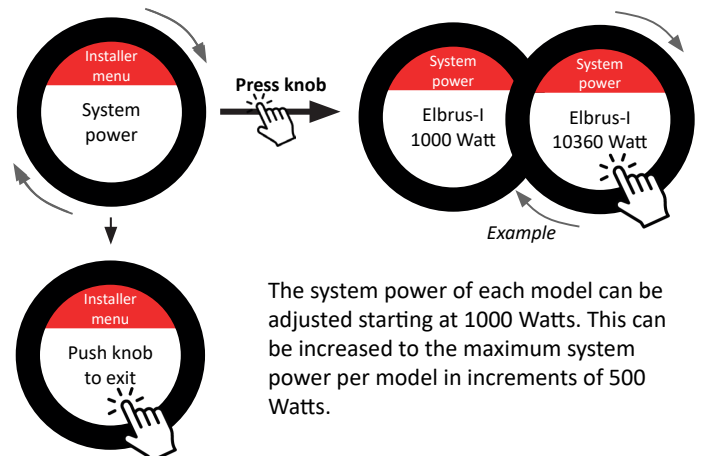 Installer
menu
System
power
Press knob
System
power
Elbrus-I
1000 Watt
System
power
Elbrus-I
10360 Watt
Example
Installer
menu
Push knob
to exit
The system power of each model can be
adjusted starting at 1000 Watts. This can
be increased to the maximum system
power per model in increments of 500
Watts.